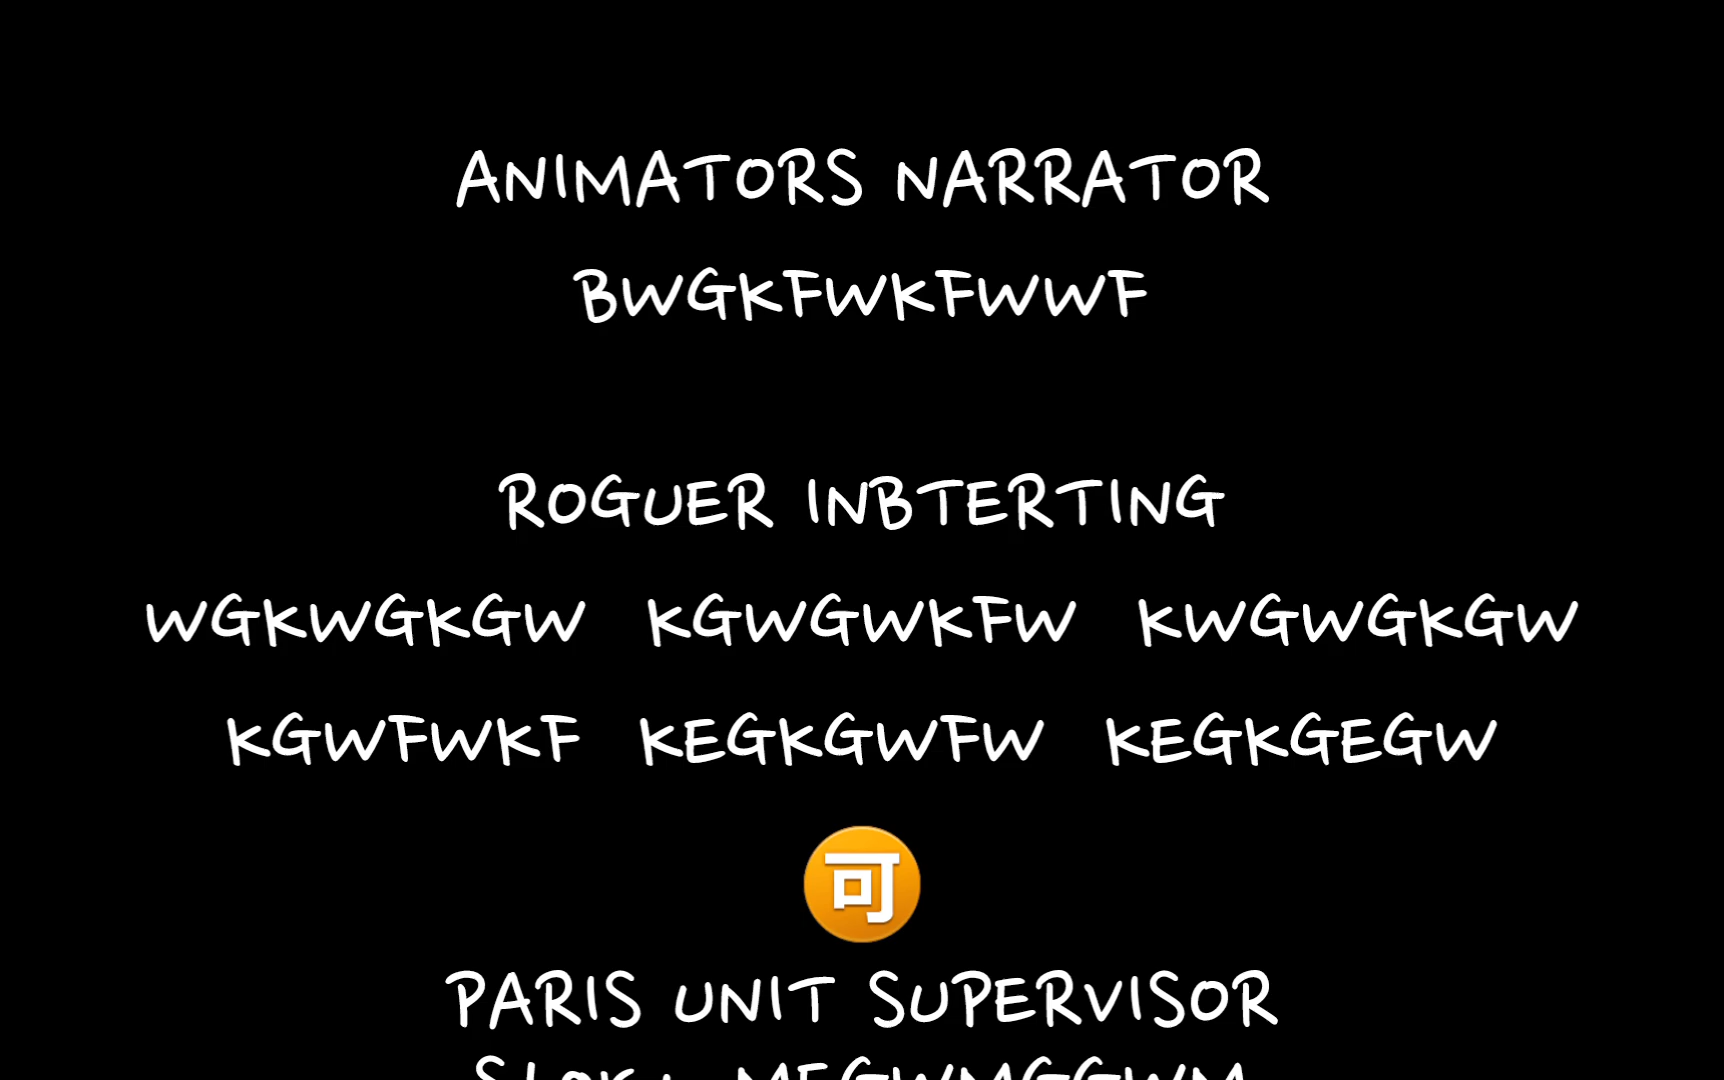 ANIMATORS NARRATOR
BWGKFWKFWWF
ROGUER INBTERTING
WGKWGKGW KGWGWKFW KWGWGKGW
KGWFWKF KEGKGWFW KEGKGEGW
可
PARIS UNIT SUPERVISOR